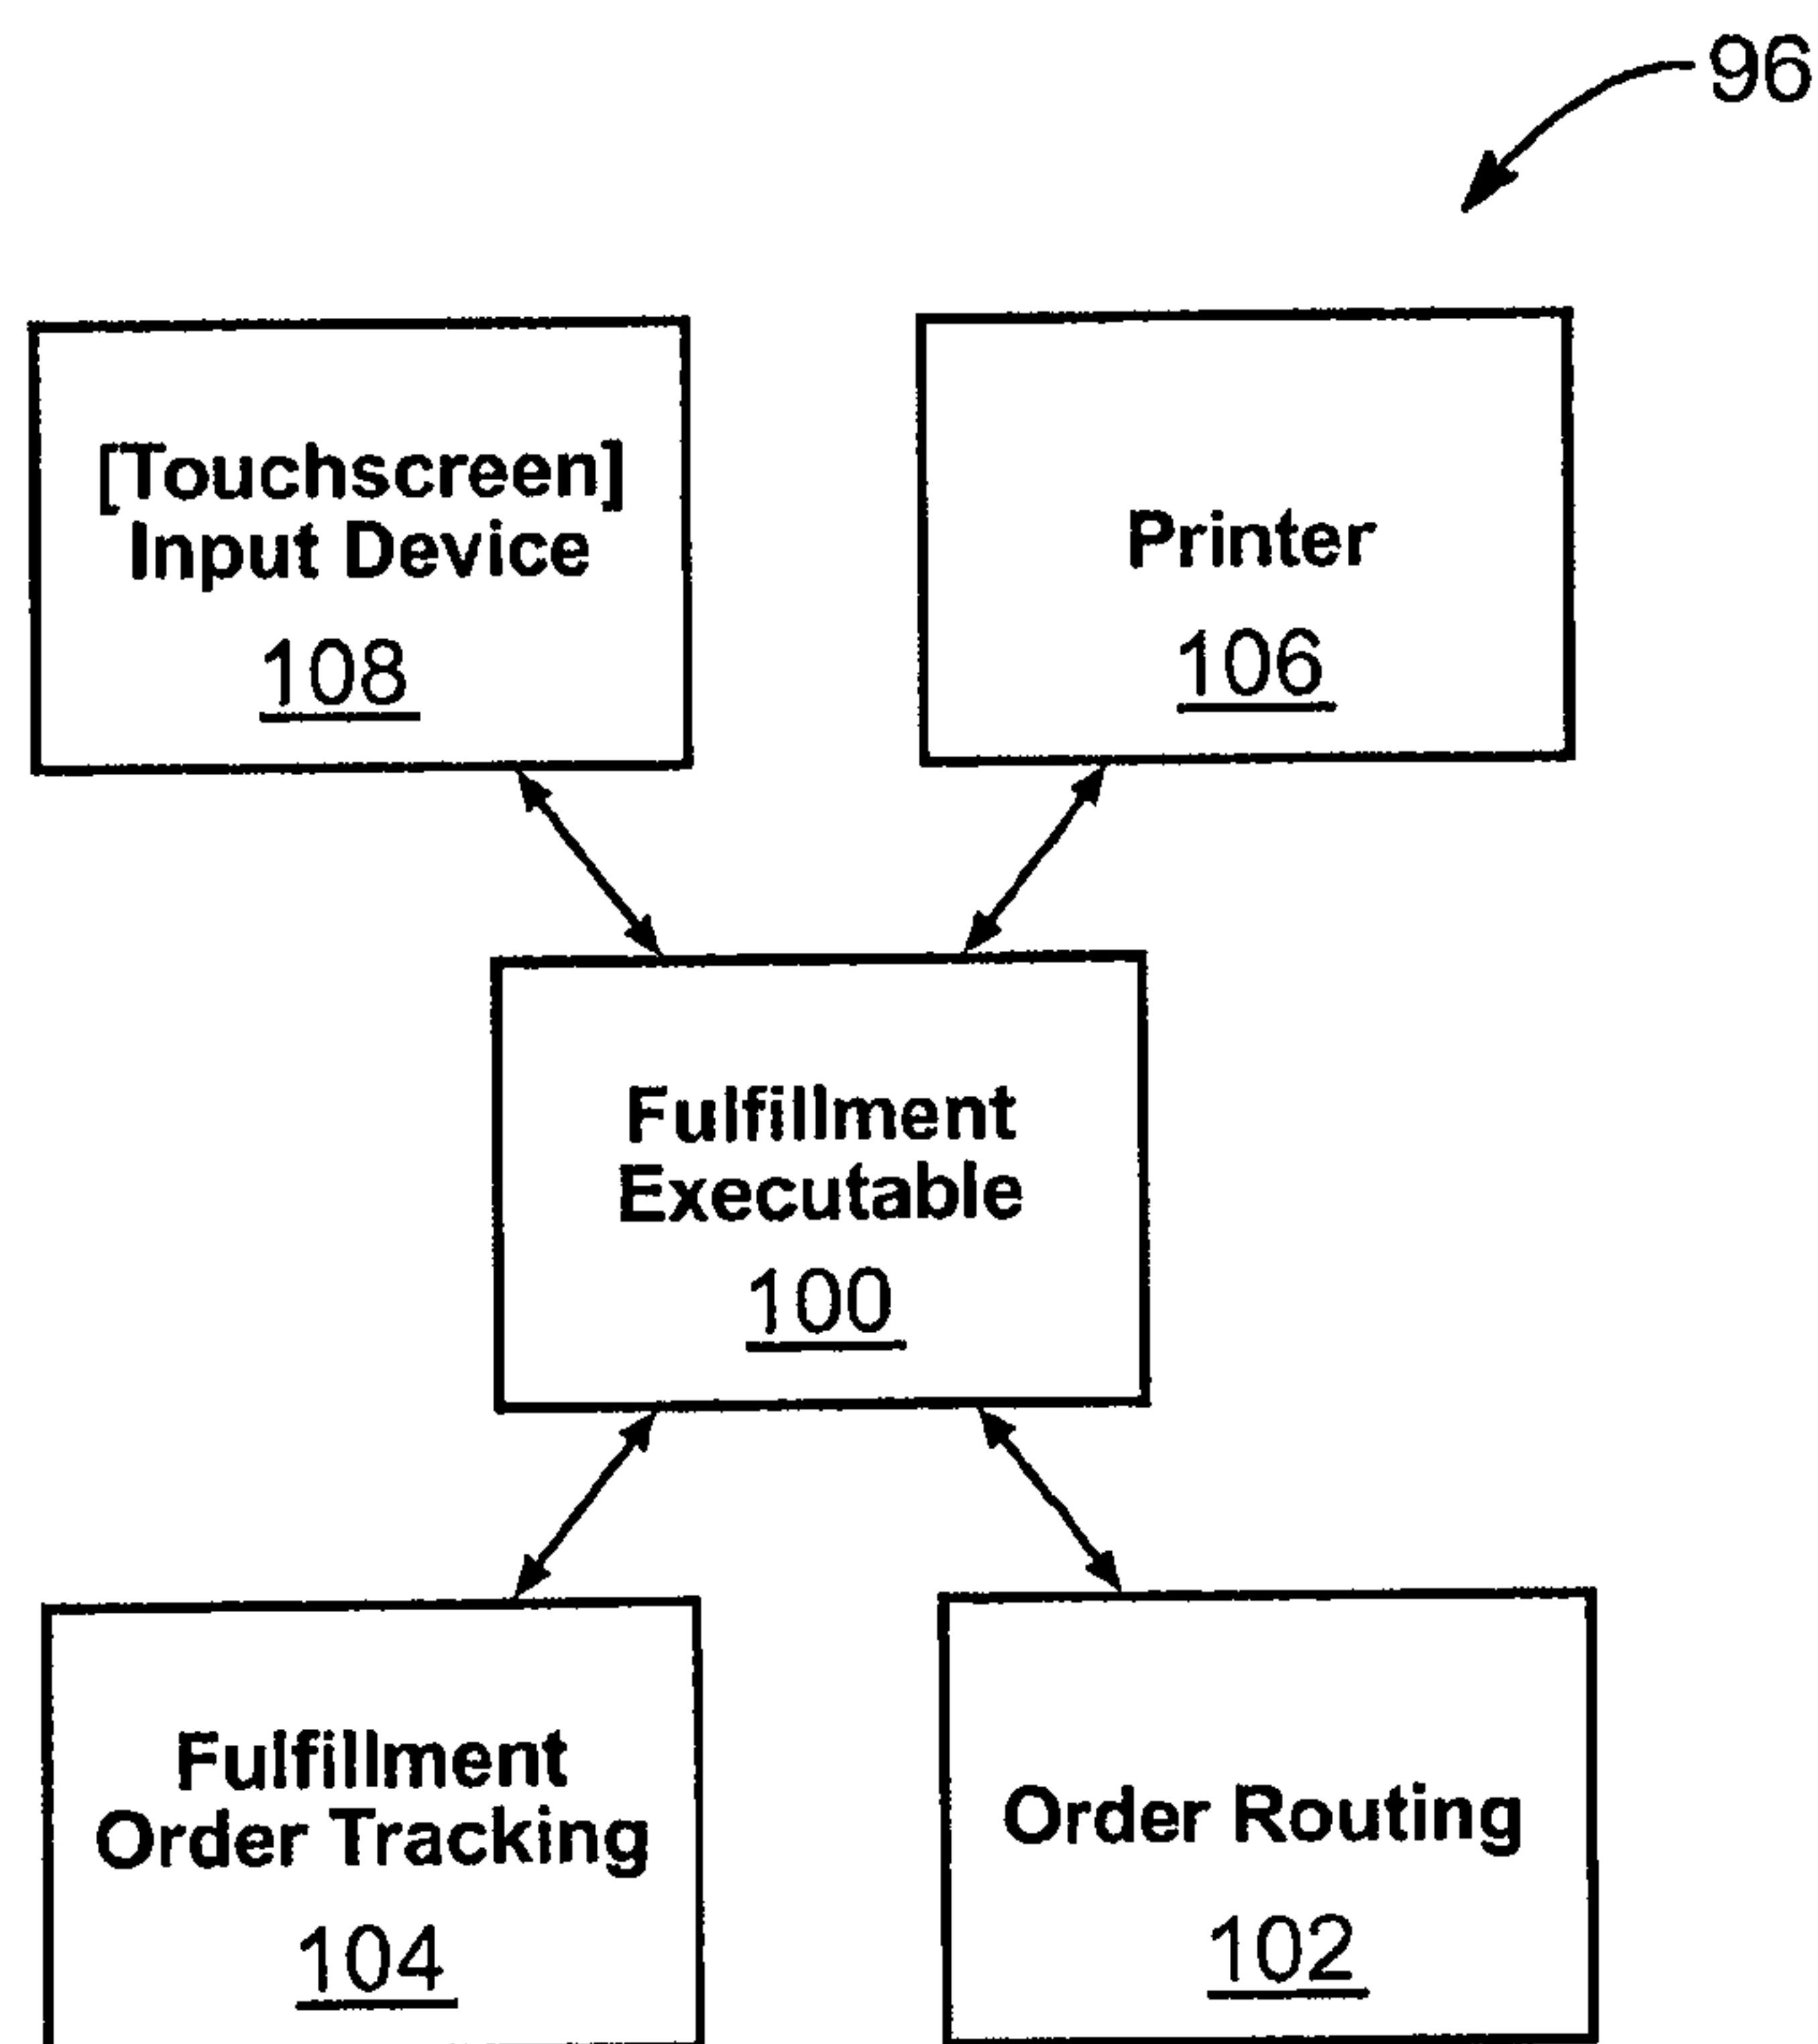 96
[Touchscreen]
Input Device
108
Printer
106
Fulfillment
Executable
100
Fulfillment
Order Tracking
104
Order Routing
102